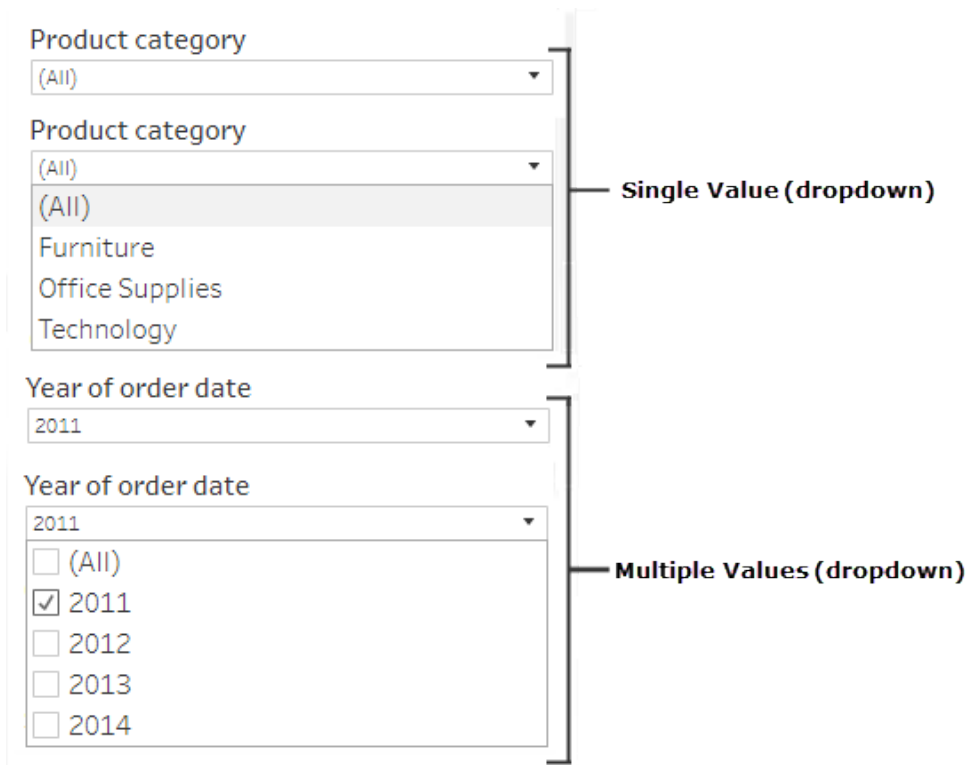 Product category
(All)
Product category
(All)
(All)
Furniture
Office Supplies
Technology
Single Value (dropdown)
Year of order date
2011
Year of order date
2011
(All)
2011
2012
2013
2014
Multiple Values (dropdown)